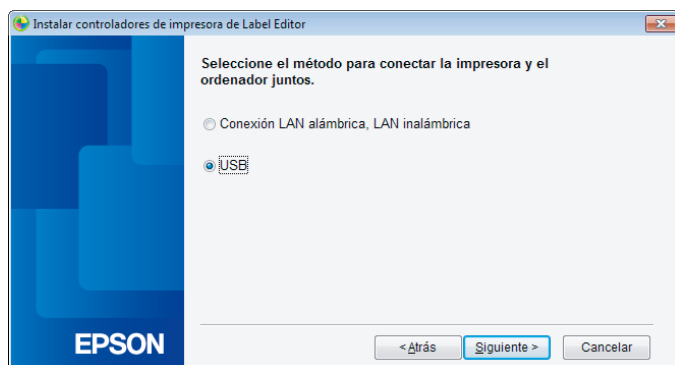 Instalar controladores de impresora de Label Editor
Seleccione el método para conectar la impresora y el
ordenador juntos.
Conexión LAN alámbrica, LAN inalámbrica
USB
EPSON
< Atrás
Siguiente >
Cancelar